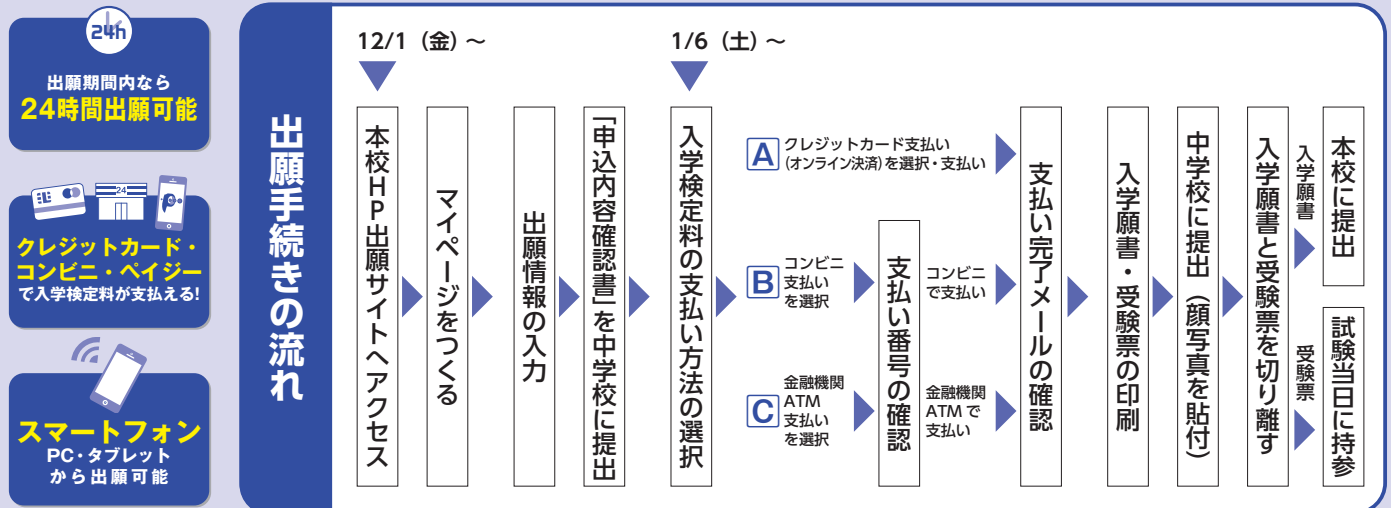 24h
出願期間内なら
24時間出願可能
24
クレジットカード・
コンビニ・ペイジー
で入学検定料が支払える!
スマートフォン
PC・タブレット
から出願可能
出願手続きの流れ
12/1（金）～
本校HP出願サイトへアクセス
マイページをつくる
出願情報の入力
「申込内容確認書」を中学校に提出
1/6（土）～
入学検定料の支払い方法の選択
A
クレジットカード支払い
(オンライン決済)を選択・支払い
B
コンビニ
支払い
を選択
C
金融機関
ATM
支払い
を選択
支払い番号の確認
コンビニ
で支払い
金融機関
ATMで
支払い
支払い完了メールの確認
入学願書・受験票の印刷
中学校に提出（顔写真を貼付）
入学願書と受験票を切り離す
入学願書
本校に提出
受験票
試験当日に持参